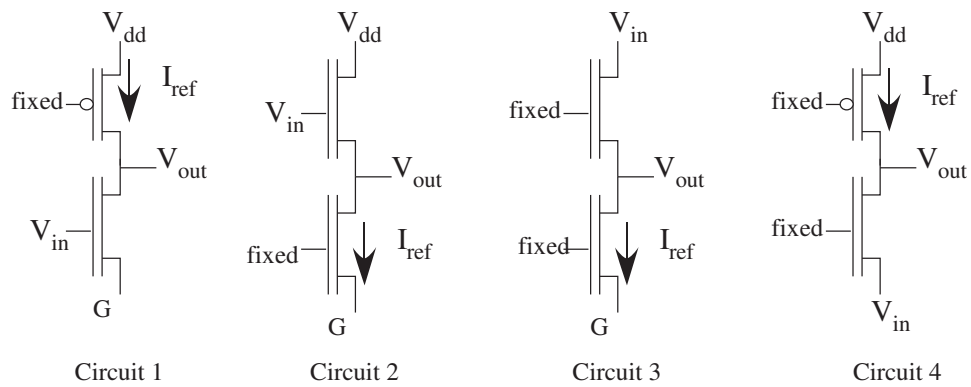 V_dd
I_ref
fixed
V_out
V_in
G
Circuit 1
V_dd
V_in
V_out
fixed
I_ref
G
Circuit 2
V_in
fixed
V_out
fixed
I_ref
G
Circuit 3
V_dd
I_ref
fixed
V_out
fixed
V_in
Circuit 4